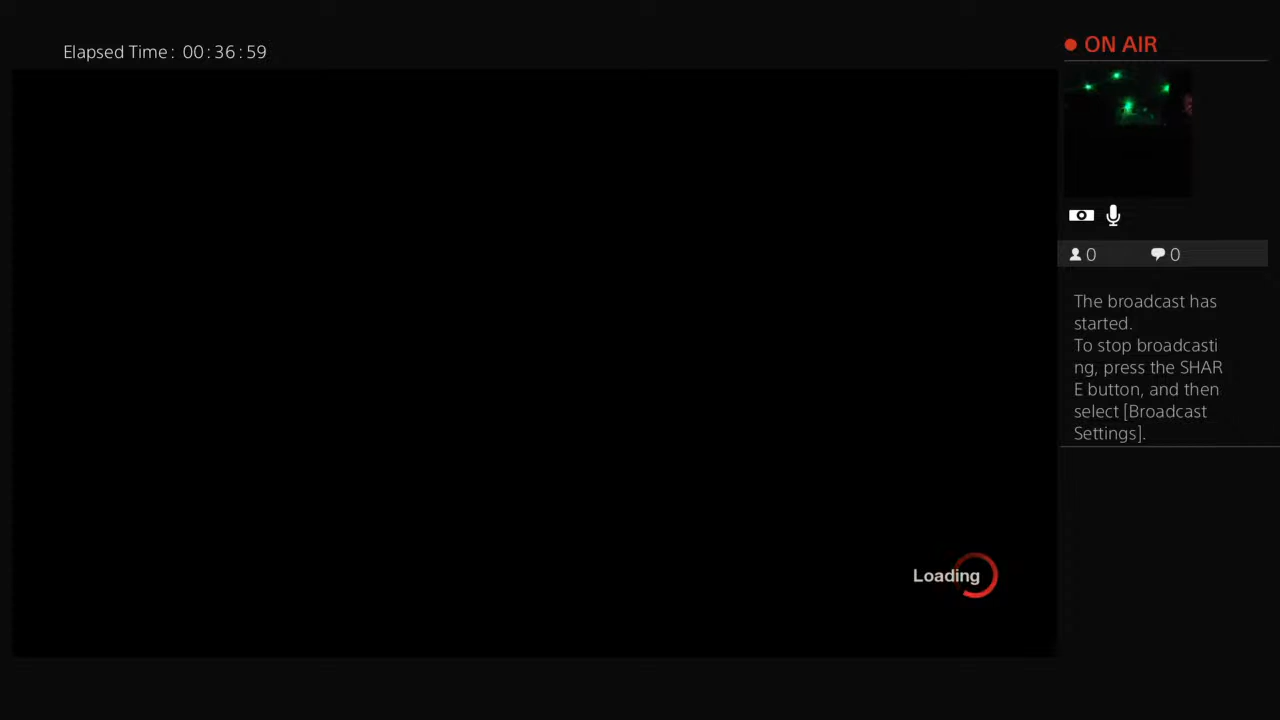 Elapsed Time: 00:36:59
ON AIR
0 0
The broadcast has
started.
To stop broadcasti
ng, press the SHAR
E button, and then
select [Broadcast
Settings].
Loading